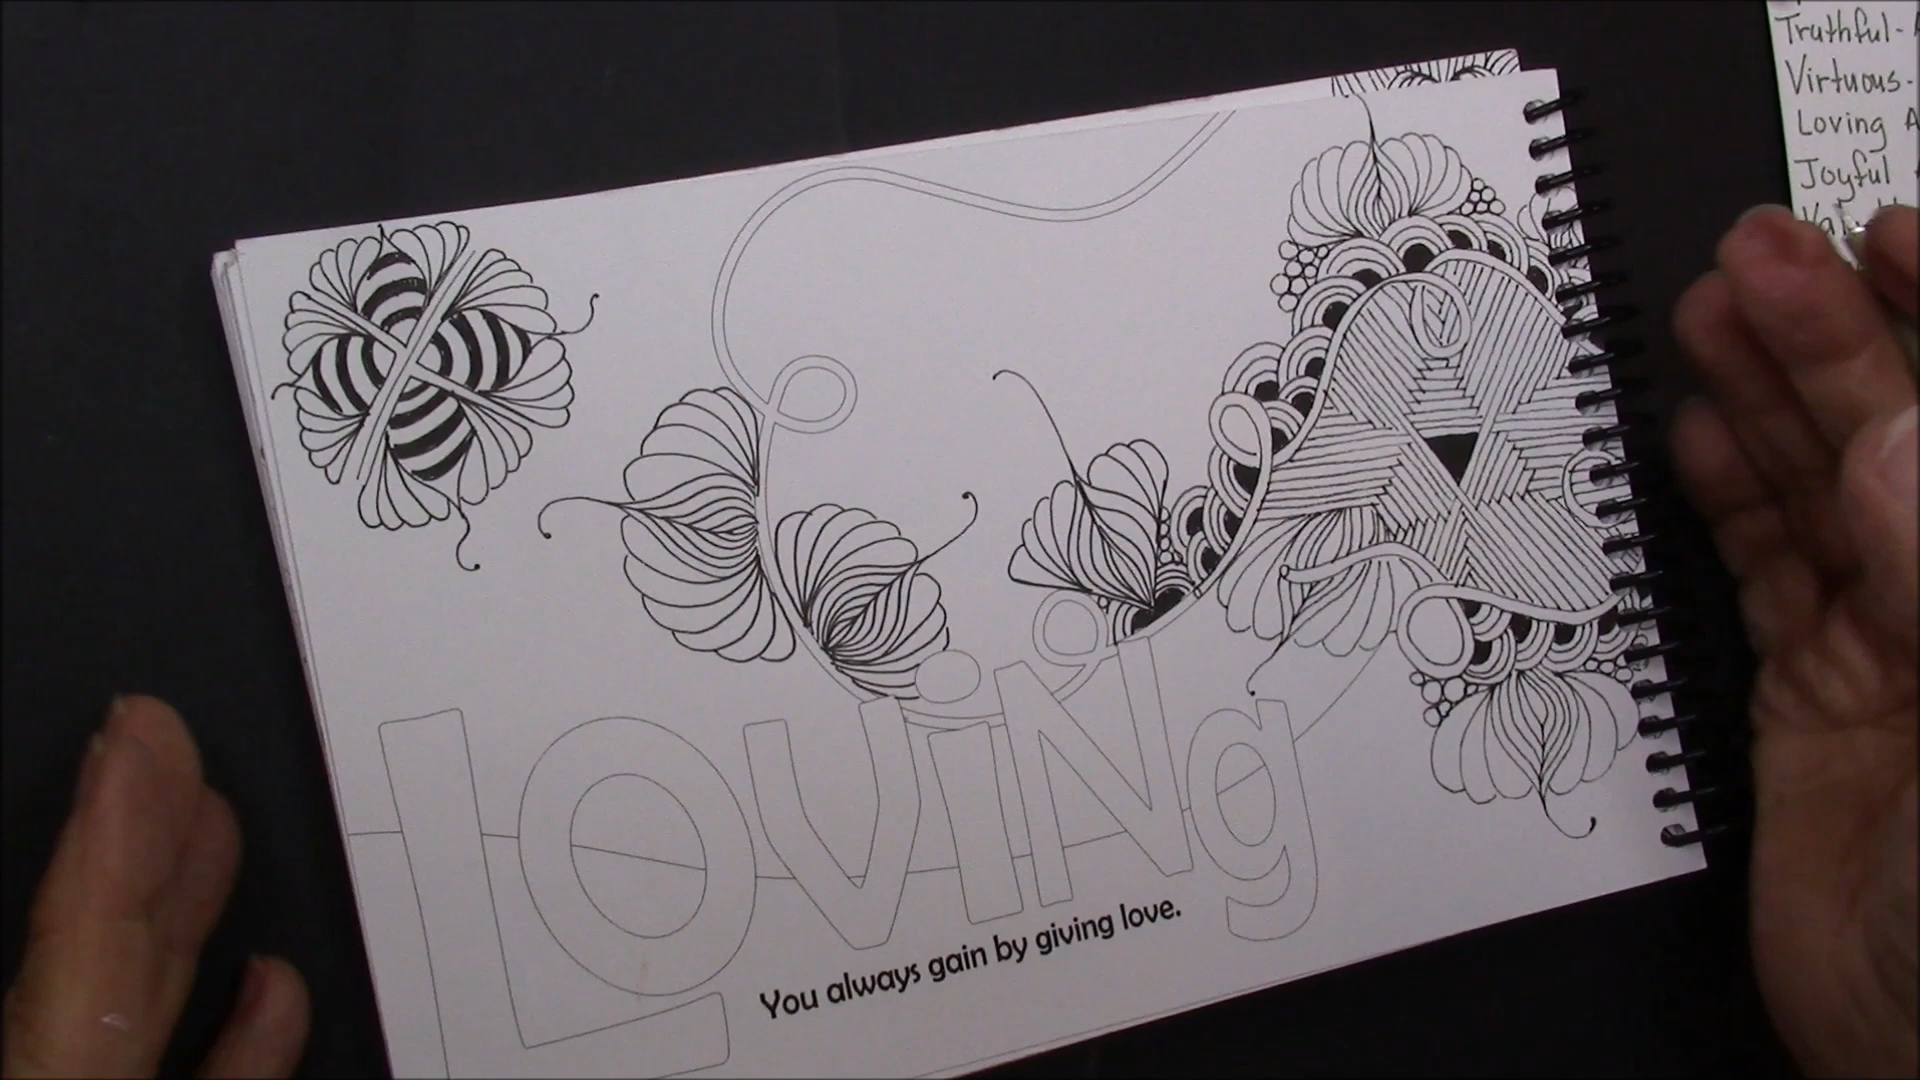 Truthful-
Virtuous-
Loving A
Joyful
LOViNg
You always gain by giving love.